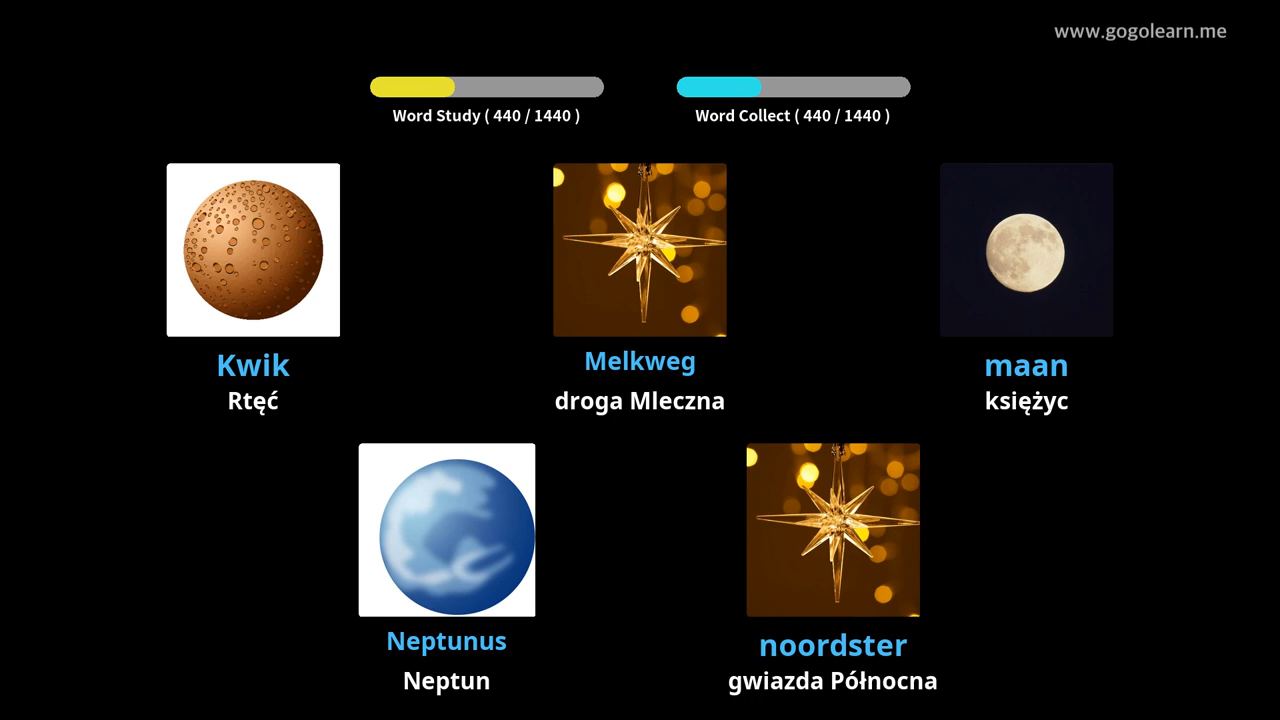 www.gogolearn.me
Word Study ( 440 / 1440 )
Word Collect ( 440 / 1440 )
Kwik
Rtęć
Melkweg
droga Mleczna
maan
księżyc
Neptunus
Neptun
noordster
gwiazda Północna